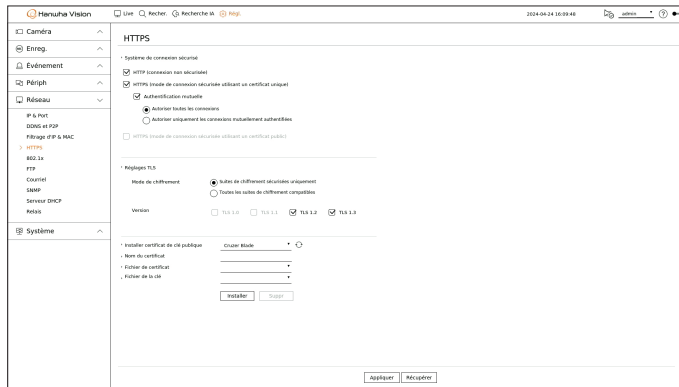 Hanwha Vision
Live
Recher.
Recherche IA
Régl.
2024-04-24 16:09:48
admin
Caméra
Enreg.
Événement
Périph
Réseau
IP & Port
DDNS et P2P
Filtrage d'IP & MAC
HTTPS
802.1x
FTP
Courriel
SNMP
Serveur DHCP
Relais
Système
HTTPS
Système de connexion sécurisé
HTTP (connexion non sécurisée)
HTTPS (mode de connexion sécurisée utilisant un certificat unique)
Authentification mutuelle
Autoriser toutes les connexions
Autoriser uniquement les connexions mutuellement authentifiées
HTTPS (mode de connexion sécurisée utilisant un certificat public)
Réglages TLS
Mode de chiffrement
Suites de chiffrement sécurisées uniquement
Toutes les suites de chiffrement compatibles
Version
TLS 1.0
TLS 1.1
TLS 1.2
TLS 1.3
Installer certificat de clé publique
Cruzer Blade
Nom du certificat
Fichier de certificat
Fichier de la clé
Installer
Suppr
Appliquer
Récupérer